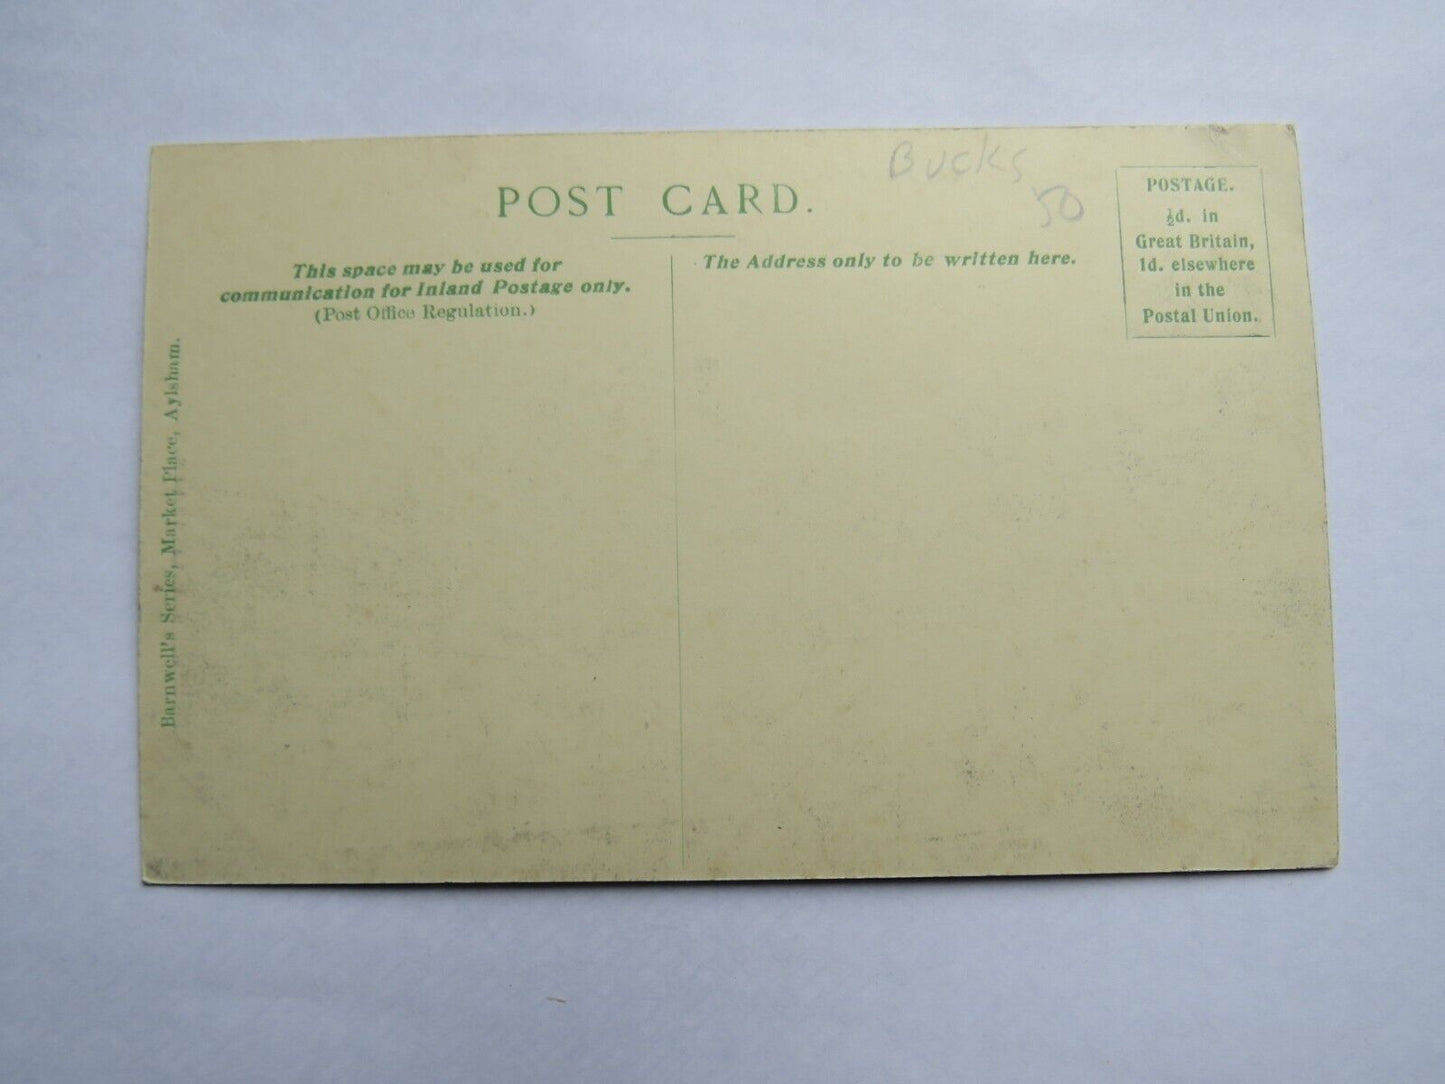 Bucks
50
POST CARD.
POSTAGE.
½d. in
Great Britain,
1d. elsewhere
in the
Postal Union.
This space may be used for
communication for Inland Postage only.
(Post Office Regulation.)
The Address only to be written here.
Barnwell's Series, Market Place, Aylsham.